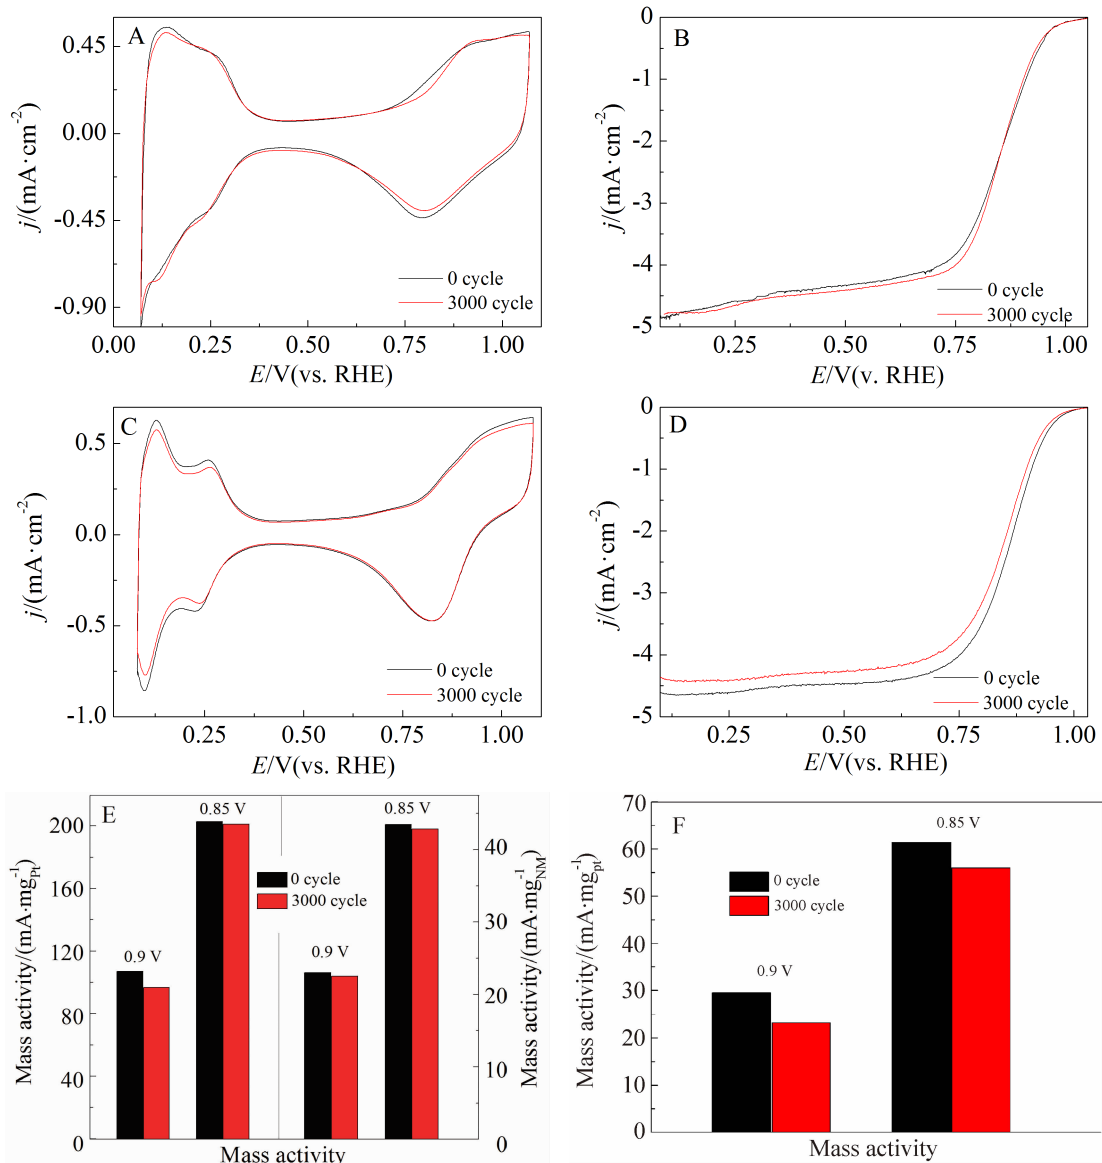 A
0.45
0.00
-0.45
-0.90
j/(mA·cm⁻²)
0 cycle
3000 cycle
0.00
0.25
0.50
0.75
1.00
E/V(vs. RHE)
B
0
-1
-2
-3
-4
-5
j/(mA·cm⁻²)
0 cycle
3000 cycle
0.25
0.50
0.75
1.00
E/V(v. RHE)
C
0.5
0.0
-0.5
-1.0
j/(mA·cm⁻²)
0 cycle
3000 cycle
0.25
0.50
0.75
1.00
E/V(vs. RHE)
D
0
-1
-2
-3
-4
-5
j/(mA·cm⁻²)
0 cycle
3000 cycle
0.25
0.50
0.75
1.00
E/V(vs. RHE)
E
200
160
120
80
40
0
Mass activity/(mA·mg⁻¹Pt)
0.9 V
0.85 V
0.9 V
0.85 V
0 cycle
3000 cycle
40
30
20
10
0
Mass activity/(mA·mg⁻¹NM)
Mass activity
F
70
60
50
40
30
20
10
0
Mass activity/(mA·mg⁻¹pt)
0 cycle
3000 cycle
0.9 V
0.85 V
Mass activity